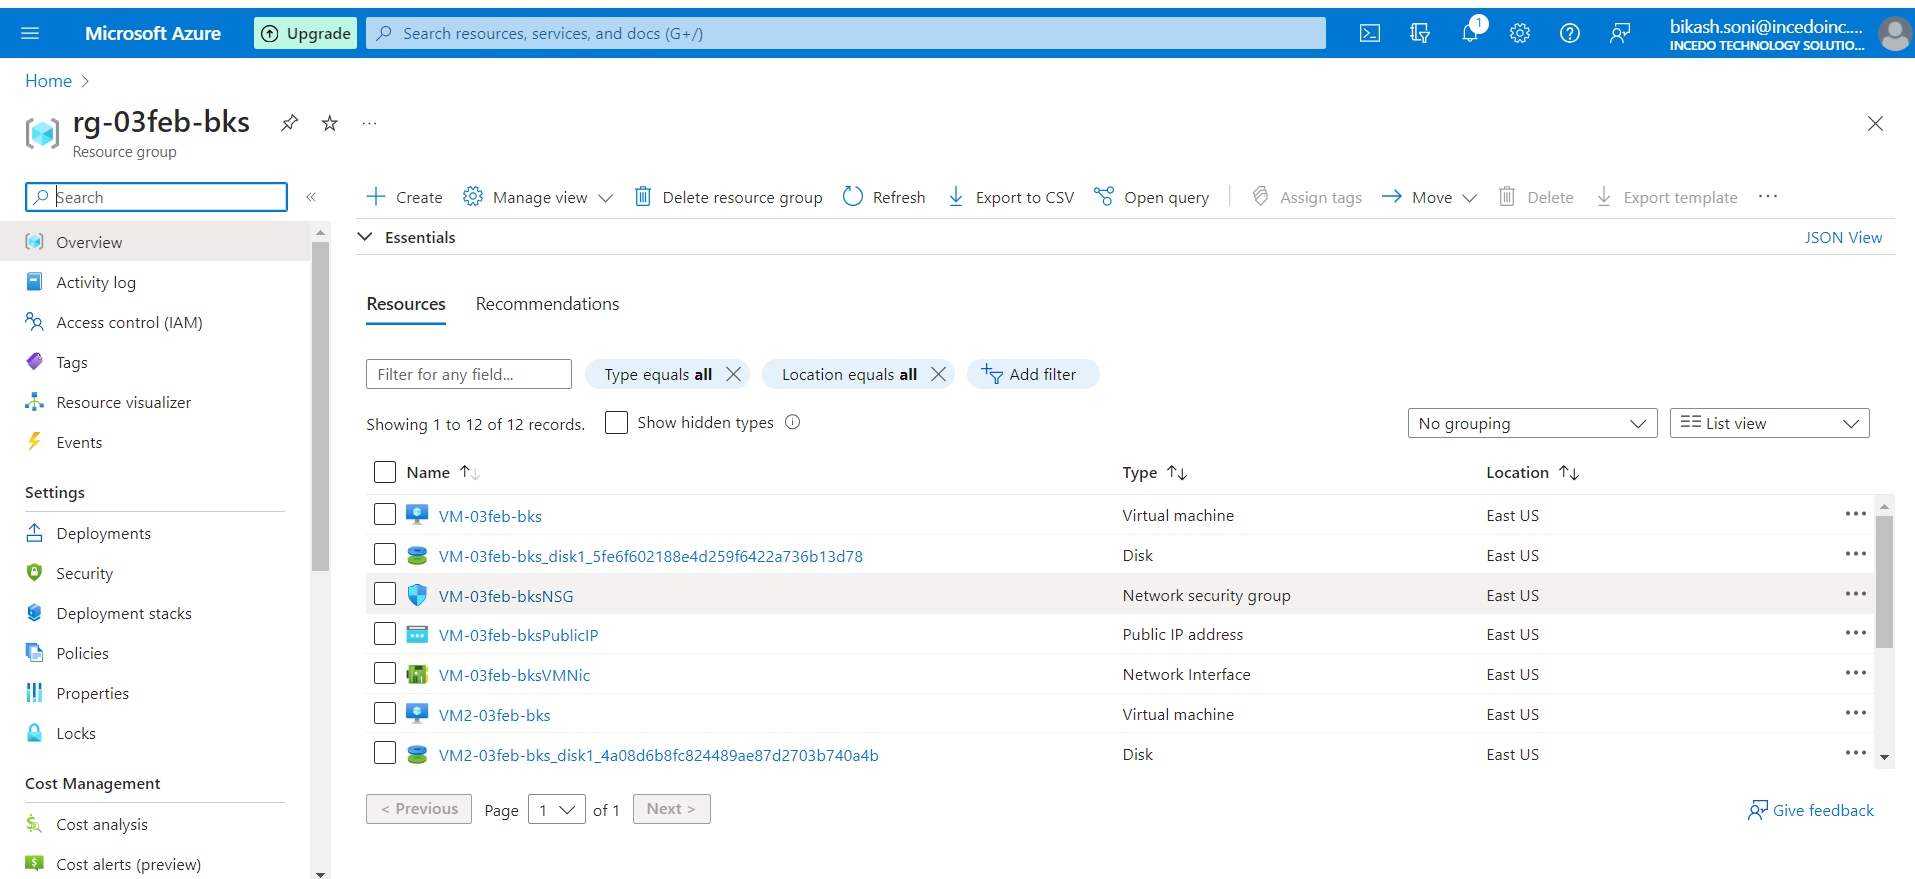 Microsoft Azure
Upgrade
Search resources, services, and docs (G+/)
1
bikash.soni@incedoinc....
INCEDO TECHNOLOGY SOLUTIO...
Home
rg-03feb-bks
Resource group
Search
Create
Manage view
Delete resource group
Refresh
Export to CSV
Open query
Assign tags
Move
Delete
Export template
Overview
Activity log
Access control (IAM)
Tags
Resource visualizer
Events
Settings
Deployments
Security
Deployment stacks
Policies
Properties
Locks
Cost Management
Cost analysis
Cost alerts (preview)
Essentials
JSON View
Resources
Recommendations
Filter for any field...
Type equals all
Location equals all
Add filter
Showing 1 to 12 of 12 records.
Show hidden types
No grouping
List view
Name
Type
Location
VM-03feb-bks
Virtual machine
East US
VM-03feb-bks_disk1_5fe6f602188e4d259f6422a736b13d78
Disk
East US
VM-03feb-bksNSG
Network security group
East US
VM-03feb-bksPublicIP
Public IP address
East US
VM-03feb-bksVMNic
Network Interface
East US
VM2-03feb-bks
Virtual machine
East US
VM2-03feb-bks_disk1_4a08d6b8fc824489ae87d2703b740a4b
Disk
East US
< Previous
Page
1
of 1
Next >
Give feedback